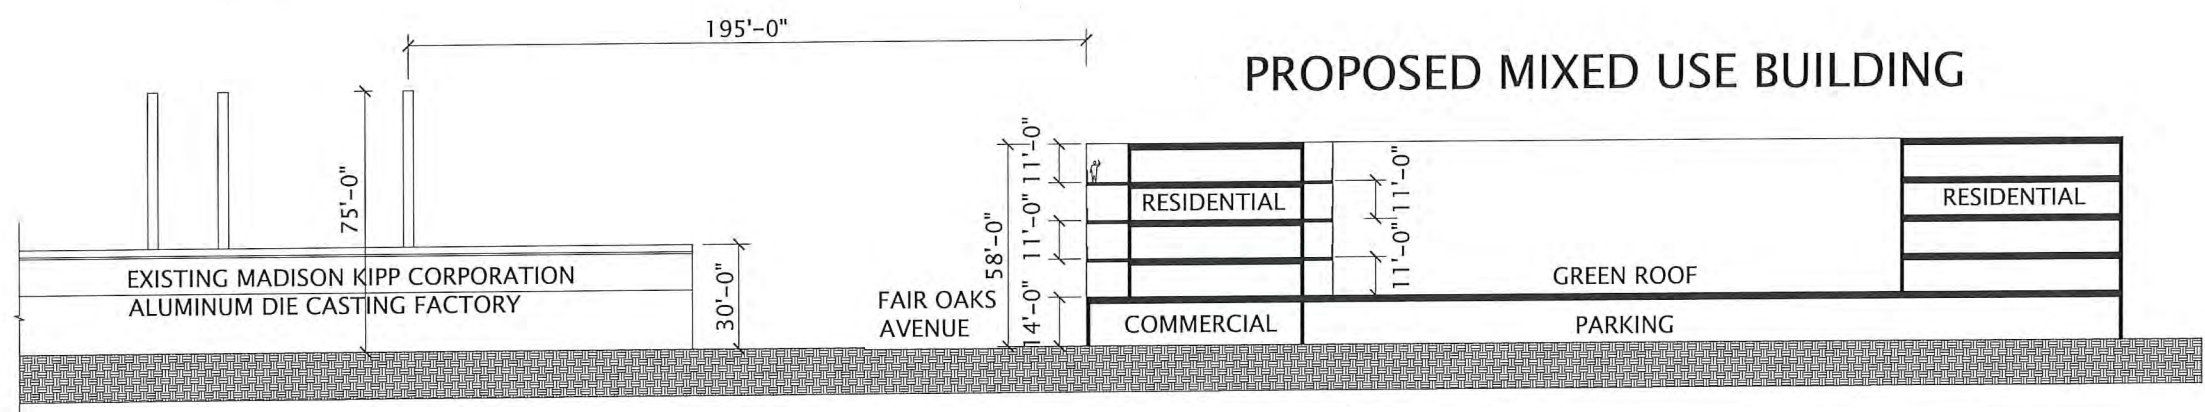 195'-0"
PROPOSED MIXED USE BUILDING
75'-0"
EXISTING MADISON KIPP CORPORATION
ALUMINUM DIE CASTING FACTORY
30'-0"
FAIR OAKS
AVENUE
58'-0"
11'-0"
11'-0"
14'-0"
RESIDENTIAL
COMMERCIAL
11'-0"
11'-0"
GREEN ROOF
PARKING
RESIDENTIAL